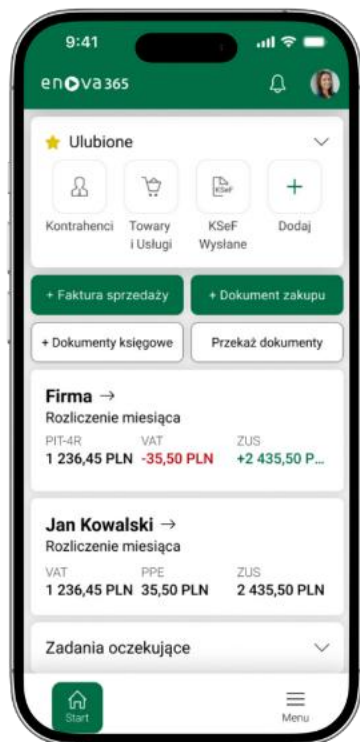 9:41
enova365
Ulubione
KSeF
Kontrahenci
Towary
i Usługi
KSeF
Wysłane
Dodaj
+ Faktura sprzedaży
+ Dokument zakupu
+ Dokumenty księgowe
Przekaż dokumenty
Firma →
Rozliczenie miesiąca
PIT-4R VAT ZUS
1 236,45 PLN -35,50 PLN +2 435,50 P...
Jan Kowalski →
Rozliczenie miesiąca
VAT PPE ZUS
1 236,45 PLN 35,50 PLN 2 435,50 PLN
Zadania oczekujące
Start
Menu